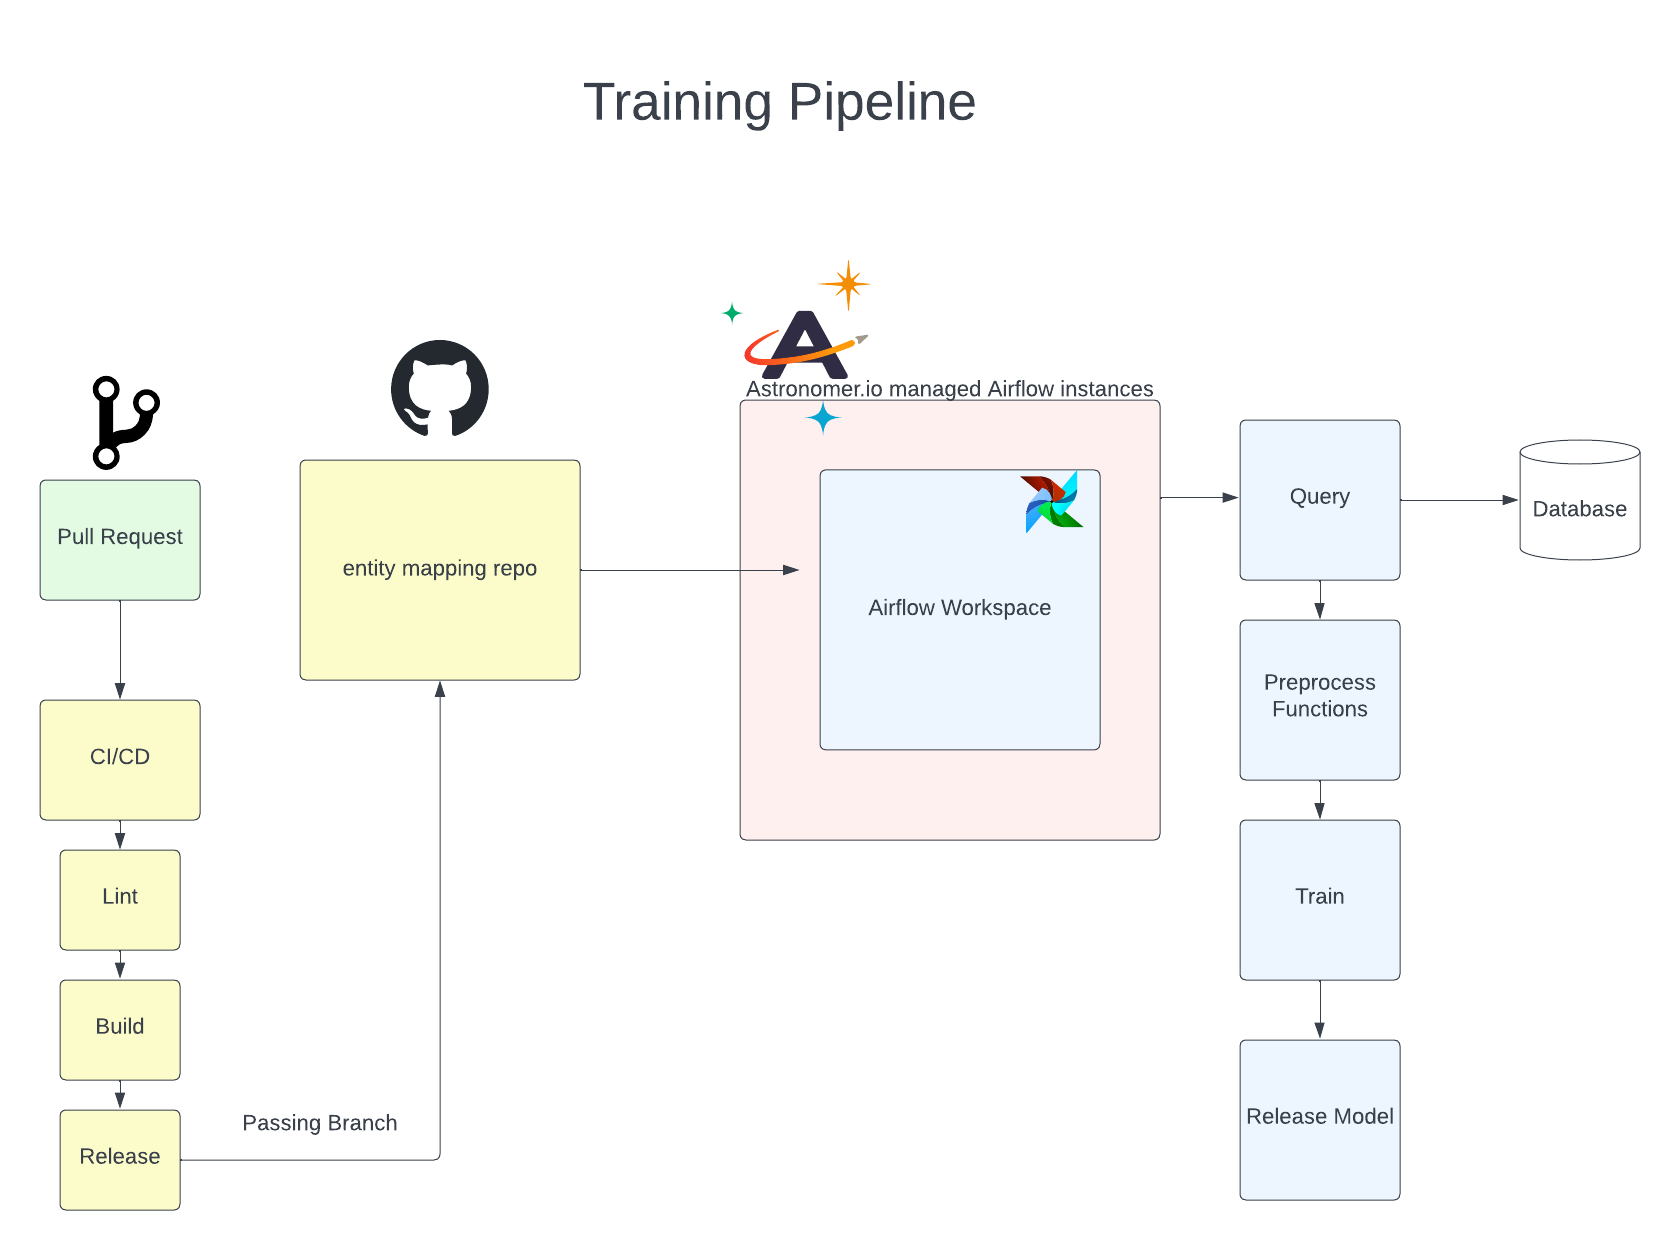 Training Pipeline
Pull Request
CI/CD
Lint
Build
Release
Passing Branch
entity mapping repo
Astronomer.io managed Airflow instances
Airflow Workspace
Query
Database
Preprocess
Functions
Train
Release Model